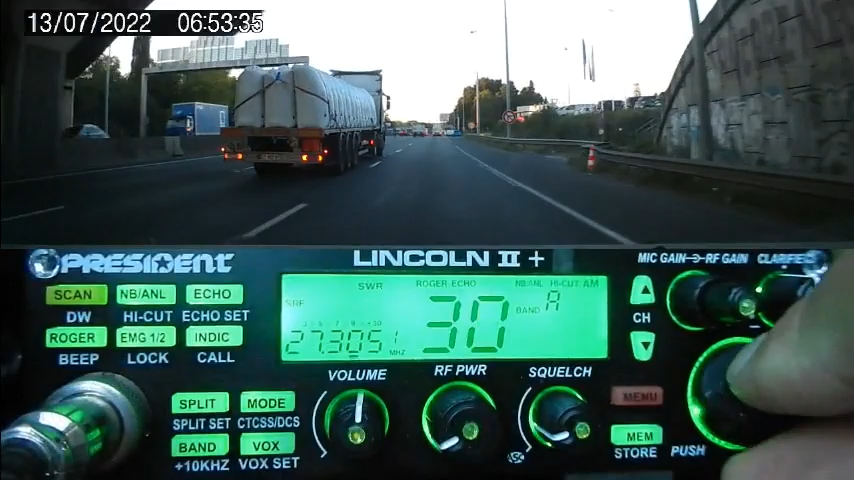 13/07/2022 06:53:35
PRESIDENT
LINCOLN II +
MIC GAIN RF GAIN CLARIFIER
SCAN NB/ANL ECHO
DW HI-CUT ECHO SET
ROGER EMG 1/2 INDIC
BEEP LOCK CALL
SWR ROGER ECHO NB/ANL HI-CUT AM
SRF
30 BAND A
27.3051 MHZ
CH
VOLUME RF PWR SQUELCH
SPLIT MODE
SPLIT SET CTCSS/DCS
BAND VOX
+10KHZ VOX SET
ASC
MENU
MEM
STORE
PUSH